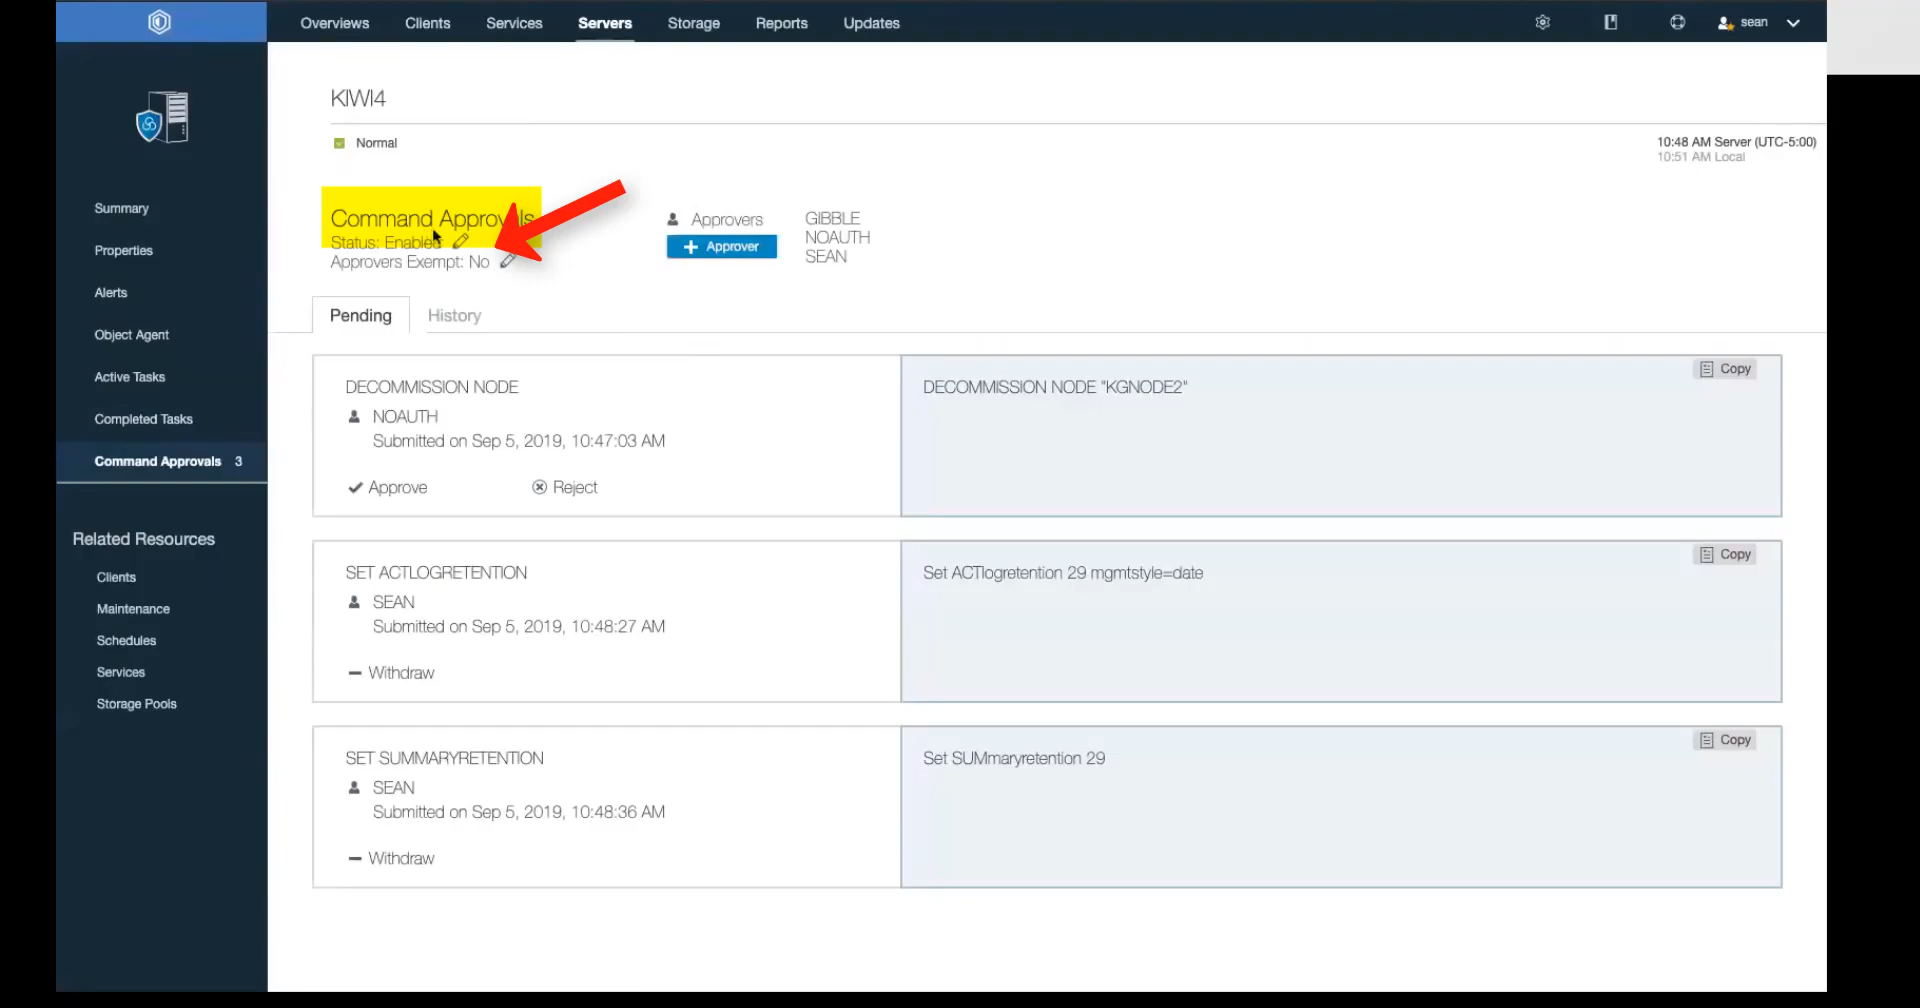 Overviews Clients Services Servers Storage Reports Updates sean
KIWI4
Normal
10:48 AM Server (UTC-5:00)
10:51 AM Local
Summary
Properties
Alerts
Object Agent
Active Tasks
Completed Tasks
Command Approvals 3
Related Resources
Clients
Maintenance
Schedules
Services
Storage Pools
Command Approvals
Status: Enabled
Approvers Exempt: No
Approvers
+ Approver
GIBBLE
NOAUTH
SEAN
Pending History
DECOMMISSION NODE
NOAUTH
Submitted on Sep 5, 2019, 10:47:03 AM
Approve Reject
DECOMMISSION NODE "KGNODE2"
Copy
SET ACTLOGRETENTION
SEAN
Submitted on Sep 5, 2019, 10:48:27 AM
Withdraw
Set ACTlogretention 29 mgmtstyle=date
Copy
SET SUMMARYRETENTION
SEAN
Submitted on Sep 5, 2019, 10:48:36 AM
Withdraw
Set SUMmaryretention 29
Copy